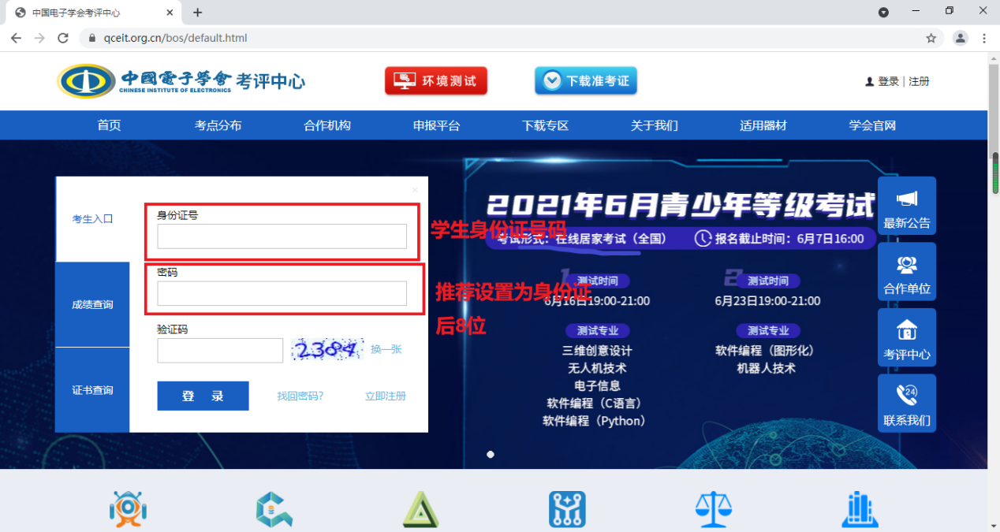 中国电子学会考评中心
qceit.org.cn/bos/default.html
中國電子學會 考评中心
CHINESE INSTITUTE OF ELECTRONICS
环境测试
下载准考证
登录 | 注册
首页 考点分布 合作机构 申报平台 下载专区 关于我们 适用器材 学会官网
考生入口
成绩查询
证书查询
身份证号
学生身份证号码
密码
推荐设置为身份证
后8位
验证码
2384 换一张
登 录 找回密码? 立即注册
2021年6月青少年等级考试
考试形式：在线居家考试（全国） 报名截止时间：6月7日16:00
1 测试时间
6月16日19:00-21:00
测试专业
三维创意设计
无人机技术
电子信息
软件编程（C语言）
软件编程（Python）
2 测试时间
6月23日19:00-21:00
测试专业
软件编程（图形化）
机器人技术
最新公告
合作单位
考评中心
24
联系我们